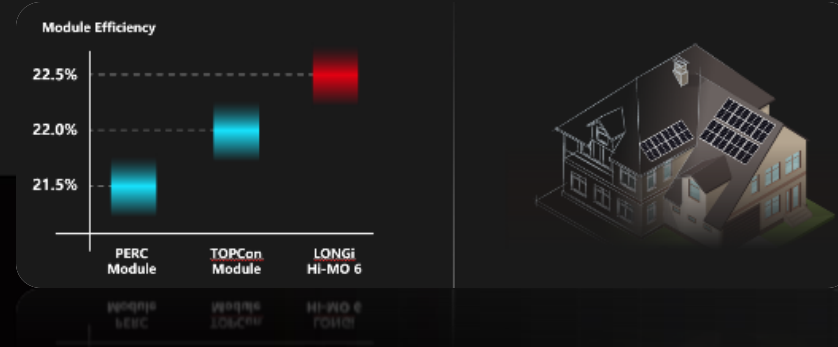 Module Efficiency
22.5%
22.0%
21.5%
PERC
Module
TOPCon
Module
LONGi
Hi-MO 6